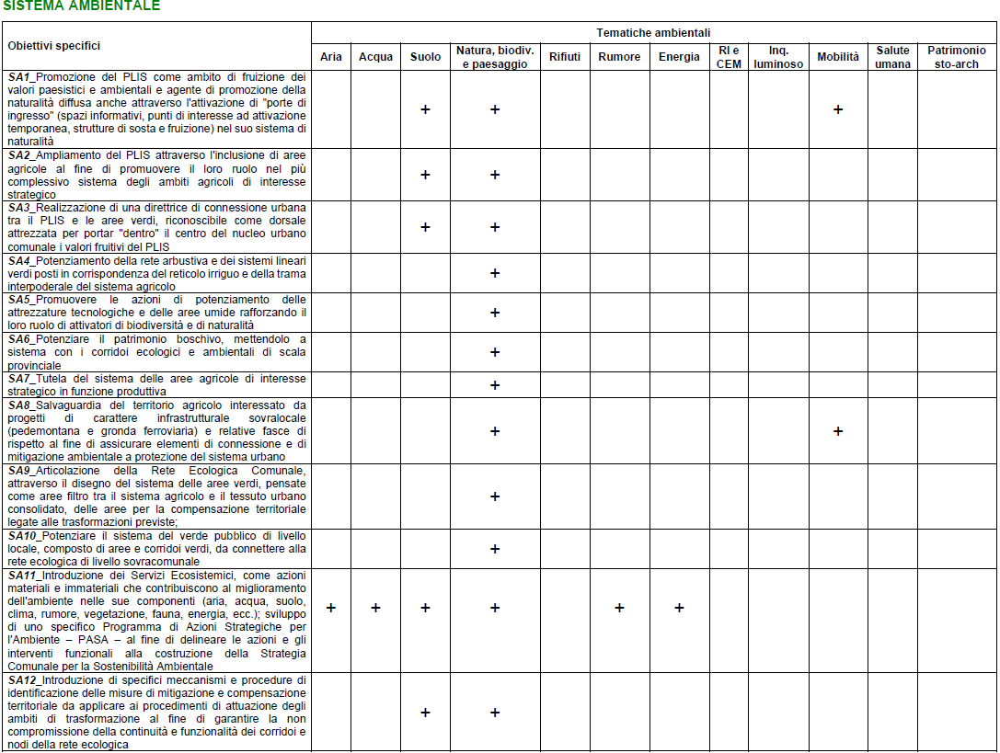 SISTEMA AMBIENTALE
Obiettivi specifici
Tematiche ambientali
Aria Acqua Suolo Natura, biodiv. e paesaggio Rifiuti Rumore Energia RI e CEM Inq. luminoso Mobilità Salute umana Patrimonio sto-arch
SA1_Promozione del PLIS come ambito di fruizione dei
valori paesistici e ambientali e agente di promozione della
naturalità diffusa anche attraverso l'attivazione di "porte di
ingresso" (spazi informativi, punti di interesse ad attivazione
temporanea, strutture di sosta e fruizione) nel suo sistema di
naturalità
+ + +
SA2_Ampliamento del PLIS attraverso l'inclusione di aree
agricole al fine di promuovere il loro ruolo nel più
complessivo sistema degli ambiti agricoli di interesse
strategico
+ +
SA3_Realizzazione di una direttrice di connessione urbana
tra il PLIS e le aree verdi, riconoscibile come dorsale
attrezzata per portar "dentro" il centro del nucleo urbano
comunale i valori fruitivi del PLIS
+ +
SA4_Potenziamento della rete arbustiva e dei sistemi lineari
verdi posti in corrispondenza del reticolo irriguo e della trama
interpoderale del sistema agricolo
+
SA5_Promuovere le azioni di potenziamento delle
attrezzature tecnologiche e delle aree umide rafforzando il
loro ruolo di attivatori di biodiversità e di naturalità
+
SA6_Potenziare il patrimonio boschivo, mettendolo a
sistema con i corridoi ecologici e ambientali di scala
provinciale
+
SA7_Tutela del sistema delle aree agricole di interesse
strategico in funzione produttiva
+
SA8_Salvaguardia del territorio agricolo interessato da
progetti di carattere infrastrutturale sovralocale
(pedemontana e gronda ferroviaria) e relative fasce di
rispetto al fine di assicurare elementi di connessione e di
mitigazione ambientale a protezione del sistema urbano
+ +
SA9_Articolazione della Rete Ecologica Comunale,
attraverso il disegno del sistema delle aree verdi, pensate
come aree filtro tra il sistema agricolo e il tessuto urbano
consolidato, delle aree per la compensazione territoriale
legate alle trasformazioni previste;
+
SA10_Potenziare il sistema del verde pubblico di livello
locale, composto di aree e corridoi verdi, da connettere alla
rete ecologica di livello sovracomunale
+
SA11_Introduzione dei Servizi Ecosistemici, come azioni
materiali e immateriali che contribuiscono al miglioramento
dell'ambiente nelle sue componenti (aria, acqua, suolo,
clima, rumore, vegetazione, fauna, energia, ecc.); sviluppo
di uno specifico Programma di Azioni Strategiche per
l'Ambiente – PASA – al fine di delineare le azioni e gli
interventi funzionali alla costruzione della Strategia
Comunale per la Sostenibilità Ambientale
+ + + + + +
SA12_Introduzione di specifici meccanismi e procedure di
identificazione delle misure di mitigazione e compensazione
territoriale da applicare ai procedimenti di attuazione degli
ambiti di trasformazione al fine di garantire la non
compromissione della continuità e funzionalità dei corridoi e
nodi della rete ecologica
+ +